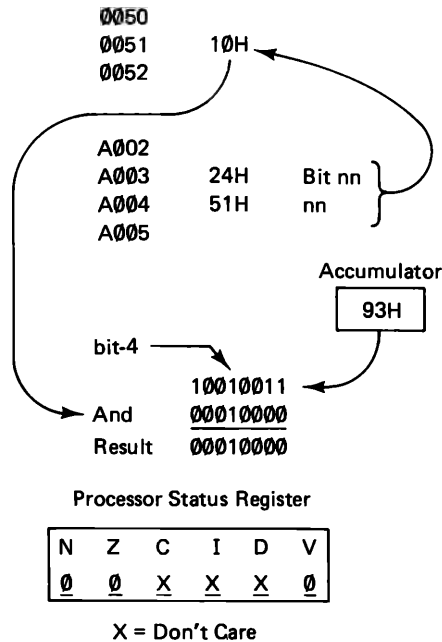 0050
0051 10H
0052
A002
A003 24H Bit nn
A004 51H nn
A005
Accumulator
93H
bit-4
10010011
And 00010000
Result 00010000
Processor Status Register
N Z C I D V
0 0 X X X 0
X = Don't Care